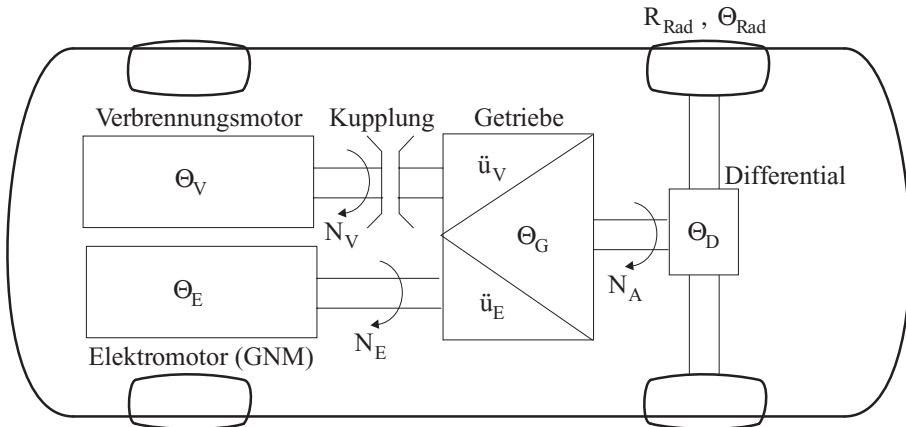 R_Rad , Θ_Rad
Verbrennungsmotor
Kupplung
Getriebe
Θ_V
ü_V
Differential
N_V
Θ_G
Θ_D
Θ_E
ü_E
N_A
N_E
Elektromotor (GNM)